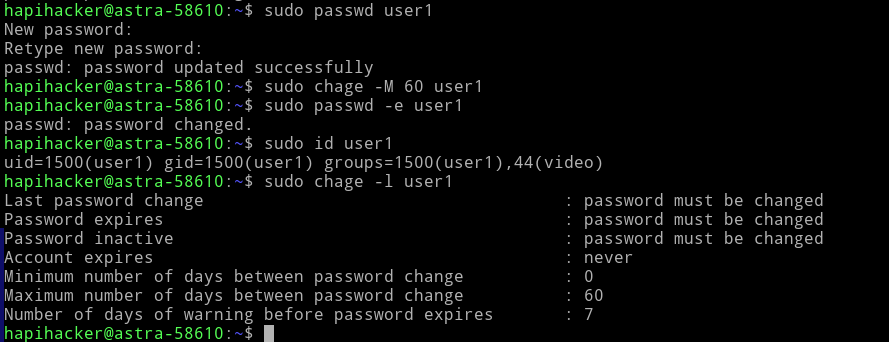 hapihacker@astra-58610:~$ sudo passwd user1
New password:
Retype new password:
passwd: password updated successfully
hapihacker@astra-58610:~$ sudo chage -M 60 user1
hapihacker@astra-58610:~$ sudo passwd -e user1
passwd: password changed.
hapihacker@astra-58610:~$ sudo id user1
uid=1500(user1) gid=1500(user1) groups=1500(user1),44(video)
hapihacker@astra-58610:~$ sudo chage -l user1
Last password change : password must be changed
Password expires : password must be changed
Password inactive : password must be changed
Account expires : never
Minimum number of days between password change : 0
Maximum number of days between password change : 60
Number of days of warning before password expires : 7
hapihacker@astra-58610:~$